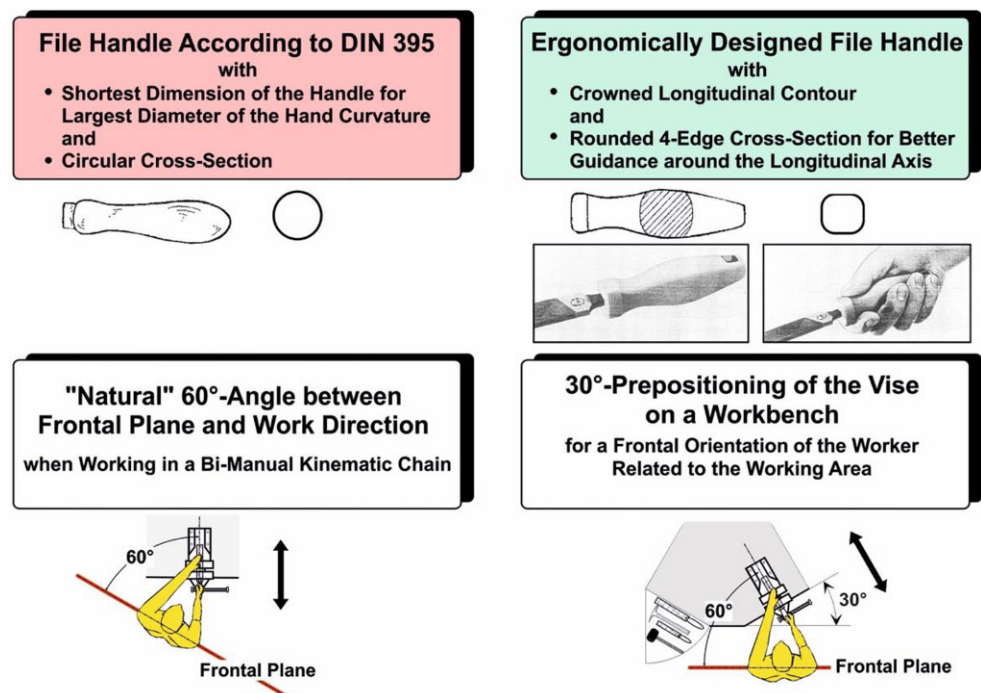 File Handle According to DIN 395
with
• Shortest Dimension of the Handle for
Largest Diameter of the Hand Curvature
and
• Circular Cross-Section
Ergonomically Designed File Handle
with
• Crowned Longitudinal Contour
and
• Rounded 4-Edge Cross-Section for Better
Guidance around the Longitudinal Axis
"Natural" 60°-Angle between
Frontal Plane and Work Direction
when Working in a Bi-Manual Kinematic Chain
60°
Frontal Plane
30°-Prepositioning of the Vise
on a Workbench
for a Frontal Orientation of the Worker
Related to the Working Area
60°
30°
Frontal Plane